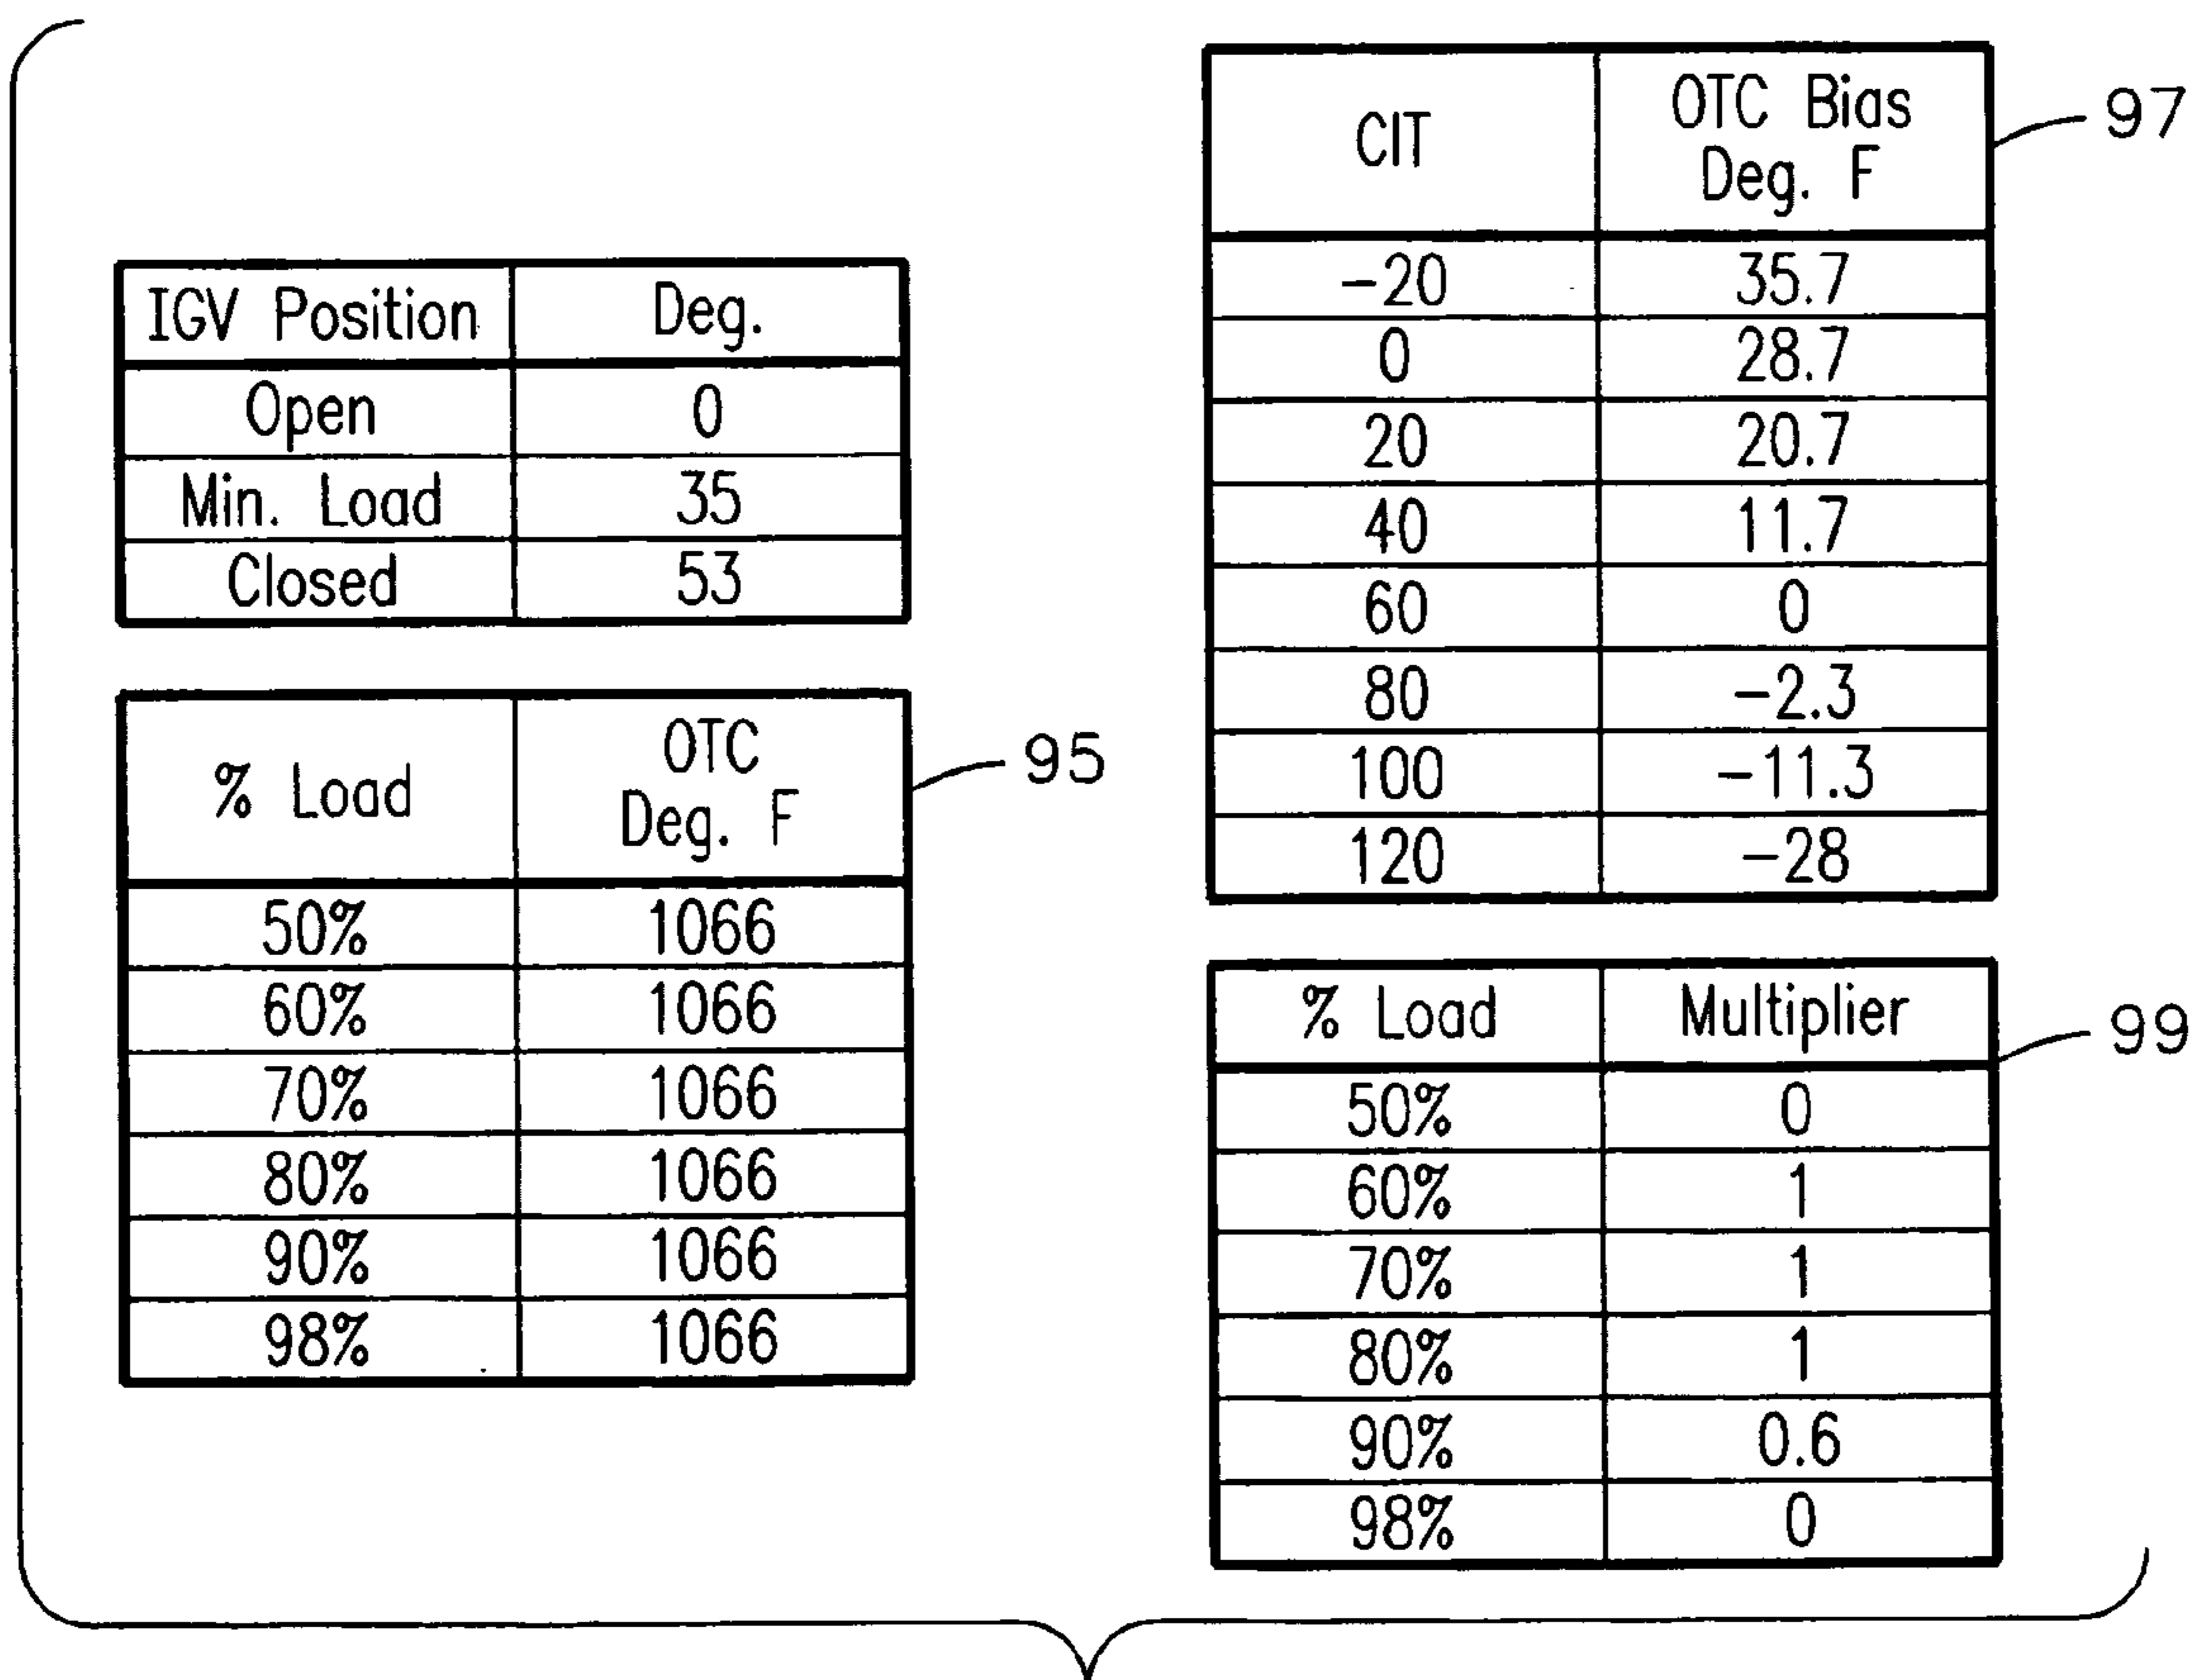 IGV Position Deg.
Open 0
Min. Load 35
Closed 53
% Load OTC
Deg. F
95
50% 1066
60% 1066
70% 1066
80% 1066
90% 1066
98% 1066
CIT OTC Bias
Deg. F
97
-20 35.7
0 28.7
20 20.7
40 11.7
60 0
80 -2.3
100 -11.3
120 -28
% Load Multiplier
99
50% 0
60% 1
70% 1
80% 1
90% 0.6
98% 0